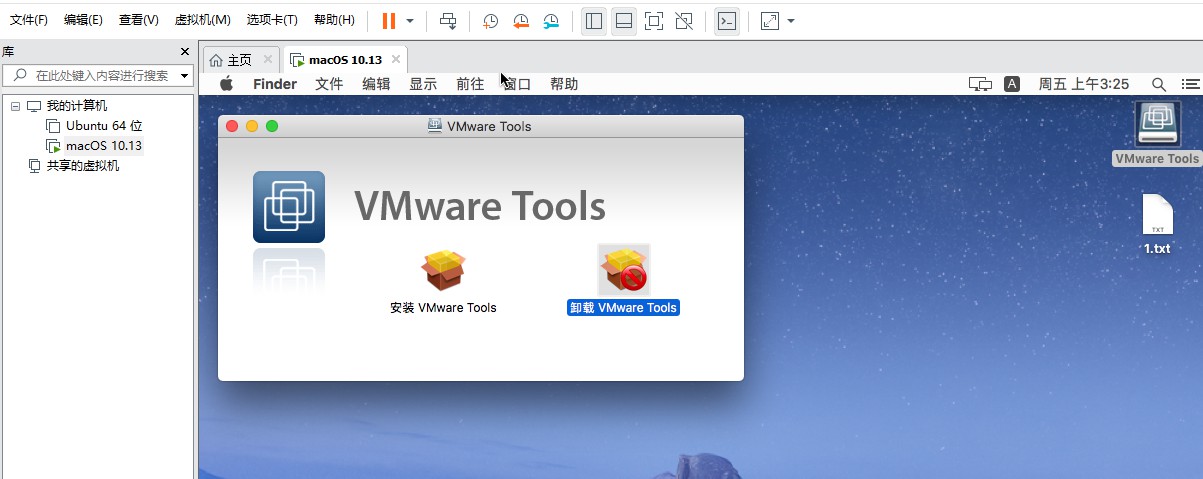 文件(F) 编辑(E) 查看(V) 虚拟机(M) 选项卡(T) 帮助(H)
库
在此处键入内容进行搜索
我的计算机
Ubuntu 64 位
macOS 10.13
共享的虚拟机
主页 macOS 10.13
Finder 文件 编辑 显示 前往 窗口 帮助 A 周五 上午3:25
VMware Tools
VMware Tools
安装 VMware Tools 卸载 VMware Tools
VMware Tools
TXT
1.txt